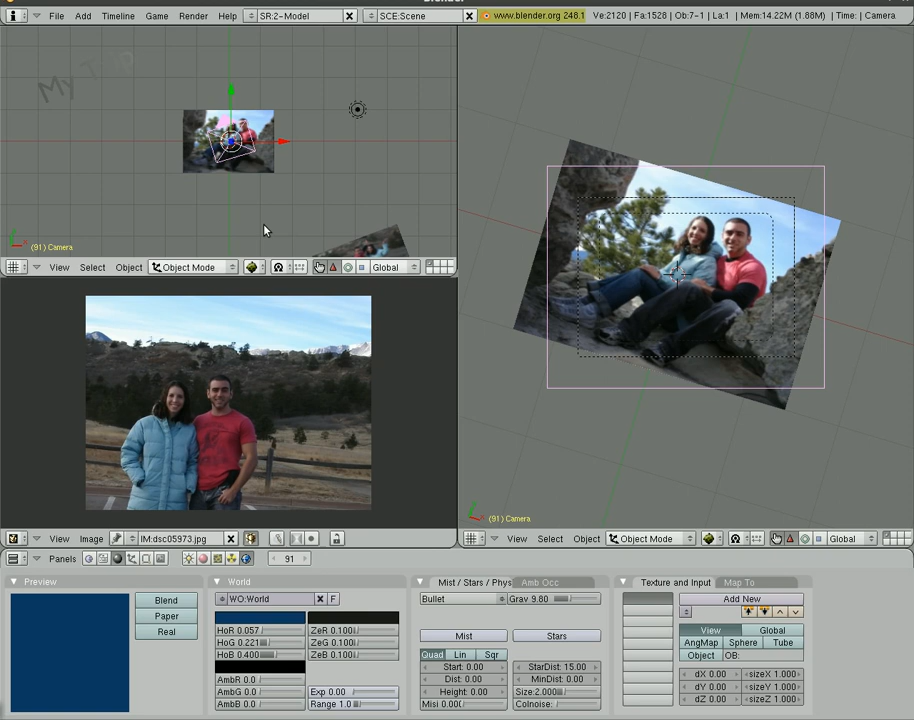 Blender
File Add Timeline Game Render Help SR:2-Model SCE:Scene www.blender.org 248.1 Ve:2120 | Fa:1528 | Ob:7-1 | La:1 | Mem:14.22M (1.88M) | Time: | Camera
My Trip
(91) Camera
View Select Object Object Mode Global
(91) Camera
View Image IM:dsc05973.jpg View Select Object Object Mode Global
Panels 91
Preview World Mist / Stars / Phys Amb Occ Texture and Input Map To
Blend WO:World F Bullet Grav 9.80 Add New
Paper
Real HoR 0.057 ZeR 0.100 Mist Stars View Global
HoG 0.221 ZeG 0.100 AngMap Sphere Tube
HoB 0.400 ZeB 0.100 Quad Lin Sqr Object OB:
Start: 0.00 StarDist: 15.00 dX 0.00 sizeX 1.000
AmbR 0.0 Dist: 0.00 MinDist: 0.00
AmbG 0.0 Exp 0.00 Height: 0.00 Size:2.000 dY 0.00 sizeY 1.000
AmbB 0.0 Range 1.0 Misi 0.000 Colnoise: dZ 0.00 sizeZ 1.000